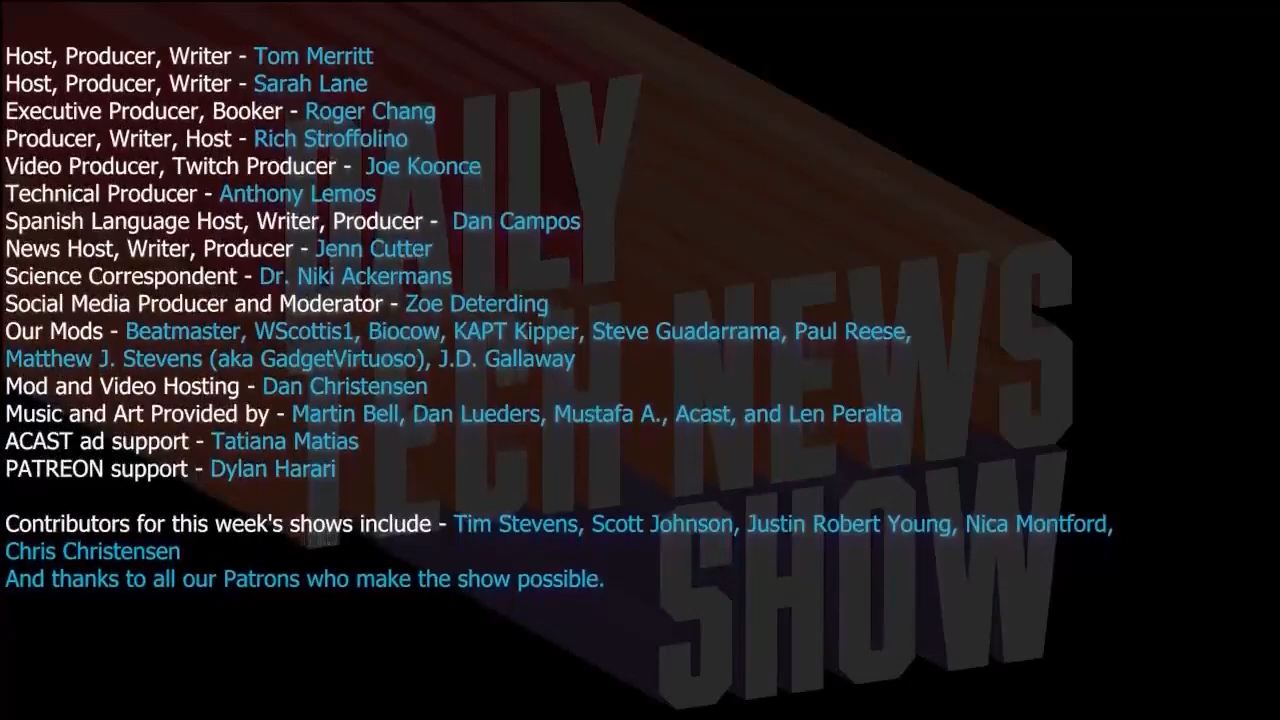 Host, Producer, Writer - Tom Merritt
Host, Producer, Writer - Sarah Lane
Executive Producer, Booker - Roger Chang
Producer, Writer, Host - Rich Stroffolino
Video Producer, Twitch Producer -  Joe Koonce
Technical Producer - Anthony Lemos
Spanish Language Host, Writer, Producer -  Dan Campos
News Host, Writer, Producer - Jenn Cutter
Science Correspondent - Dr. Niki Ackermans
Social Media Producer and Moderator - Zoe Deterding
Our Mods - Beatmaster, WScottis1, Biocow, KAPT Kipper, Steve Guadarrama, Paul Reese,
Matthew J. Stevens (aka GadgetVirtuoso), J.D. Gallaway
Mod and Video Hosting - Dan Christensen
Music and Art Provided by - Martin Bell, Dan Lueders, Mustafa A., Acast, and Len Peralta
ACAST ad support - Tatiana Matias
PATREON support - Dylan Harari
Contributors for this week's shows include - Tim Stevens, Scott Johnson, Justin Robert Young, Nica Montford,
Chris Christensen
And thanks to all our Patrons who make the show possible.
DAILY
TECH NEWS
SHOW